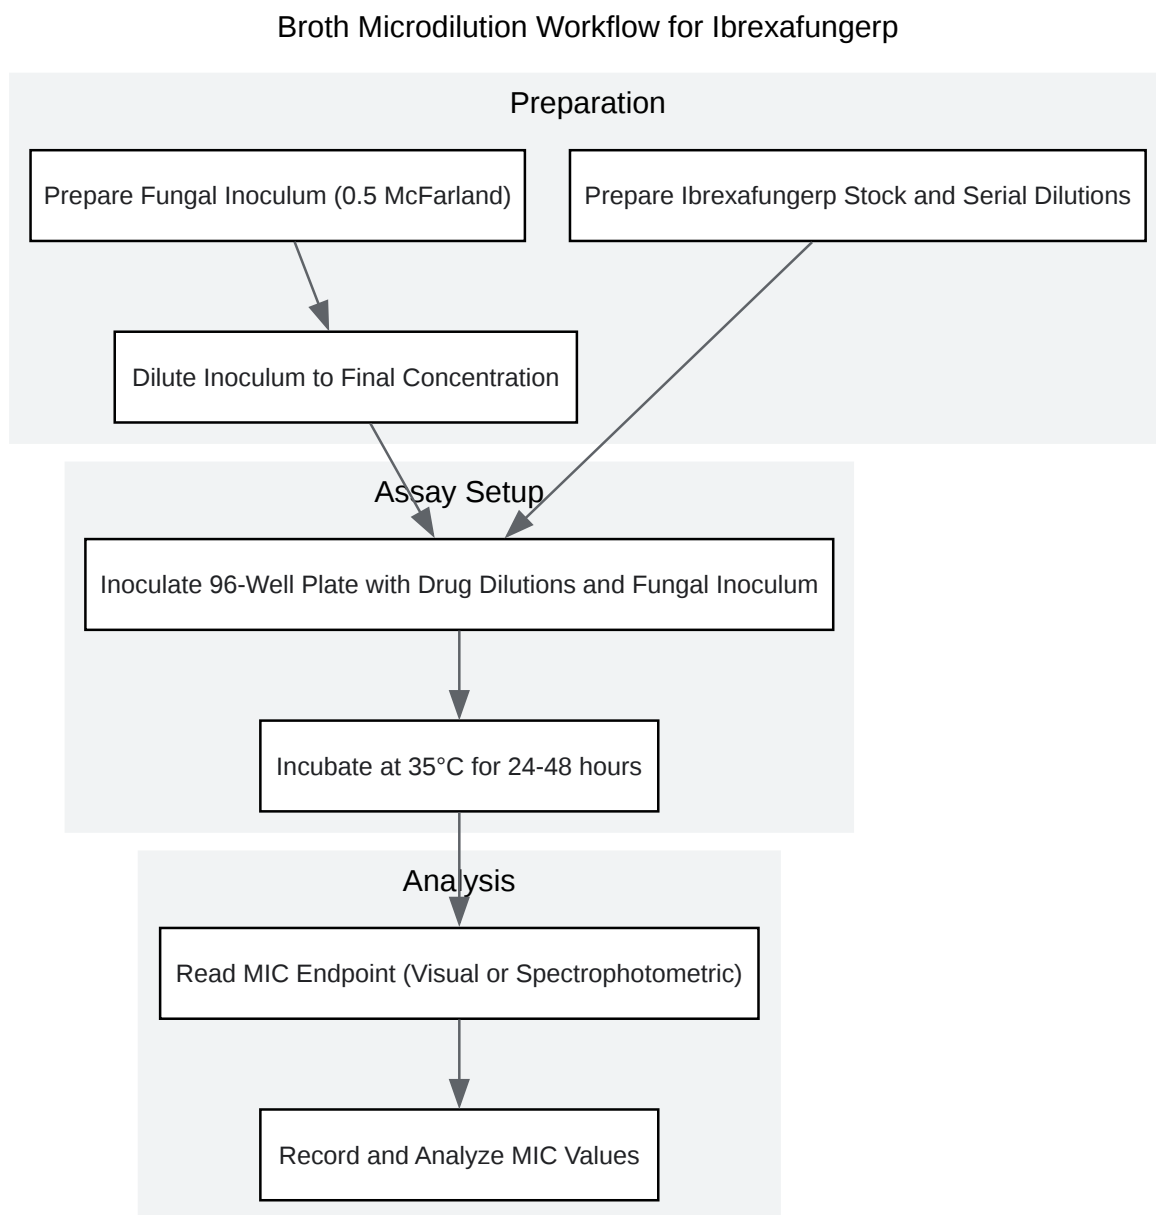 Broth Microdilution Workflow for Ibrexafungerp
Preparation
Prepare Fungal Inoculum (0.5 McFarland)
Prepare Ibrexafungerp Stock and Serial Dilutions
Dilute Inoculum to Final Concentration
Assay Setup
Inoculate 96-Well Plate with Drug Dilutions and Fungal Inoculum
Incubate at 35°C for 24-48 hours
Analysis
Read MIC Endpoint (Visual or Spectrophotometric)
Record and Analyze MIC Values